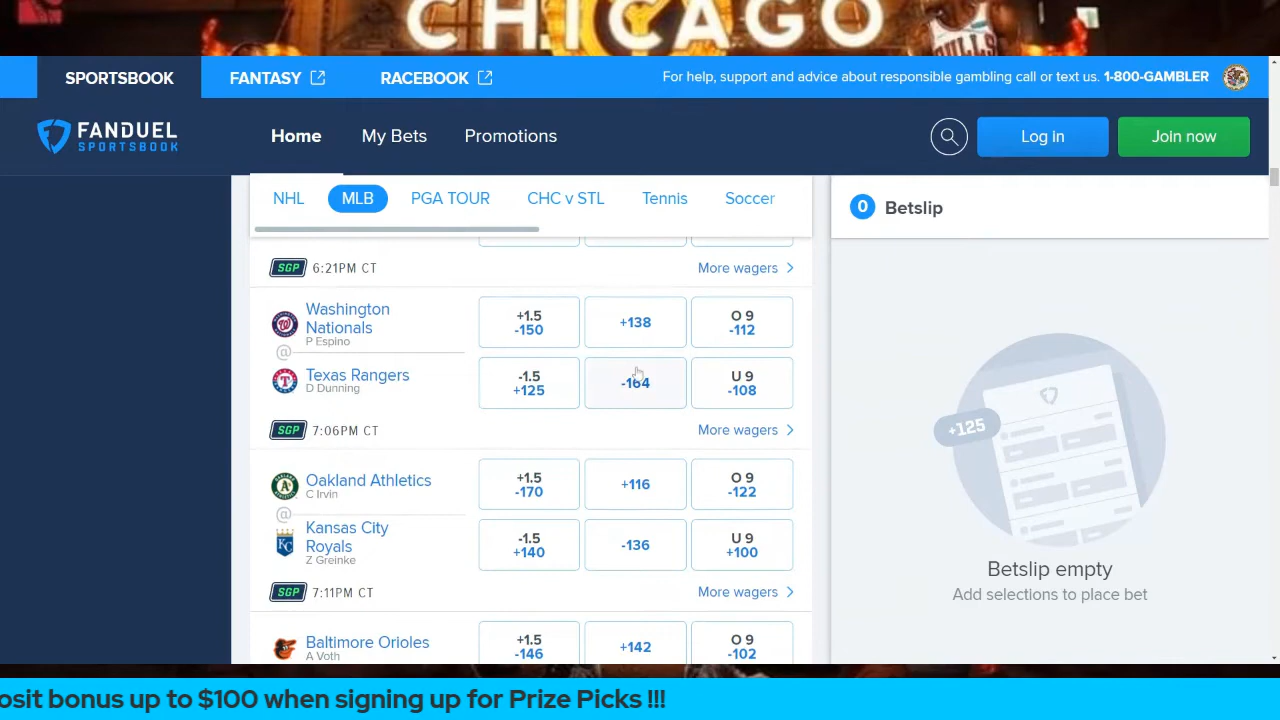 CHICAGO
BULLS
SPORTSBOOK FANTASY RACEBOOK For help, support and advice about responsible gambling call or text us. 1-800-GAMBLER
FANDUEL
SPORTSBOOK
Home My Bets Promotions Log in Join now
NHL MLB PGA TOUR CHC v STL Tennis Soccer
0 Betslip
SGP 6:21PM CT More wagers
Washington
Nationals
P Espino
+1.5
-150
+138
O 9
-112
@
Texas Rangers
D Dunning
-1.5
+125
-164
U 9
-108
SGP 7:06PM CT More wagers
Oakland Athletics
C Irvin
+1.5
-170
+116
O 9
-122
@
Kansas City
Royals
Z Greinke
-1.5
+140
-136
U 9
+100
SGP 7:11PM CT More wagers
Baltimore Orioles
A Voth
+1.5
-146
+142
O 9
-102
+125
Betslip empty
Add selections to place bet
osit bonus up to $100 when signing up for Prize Picks !!!